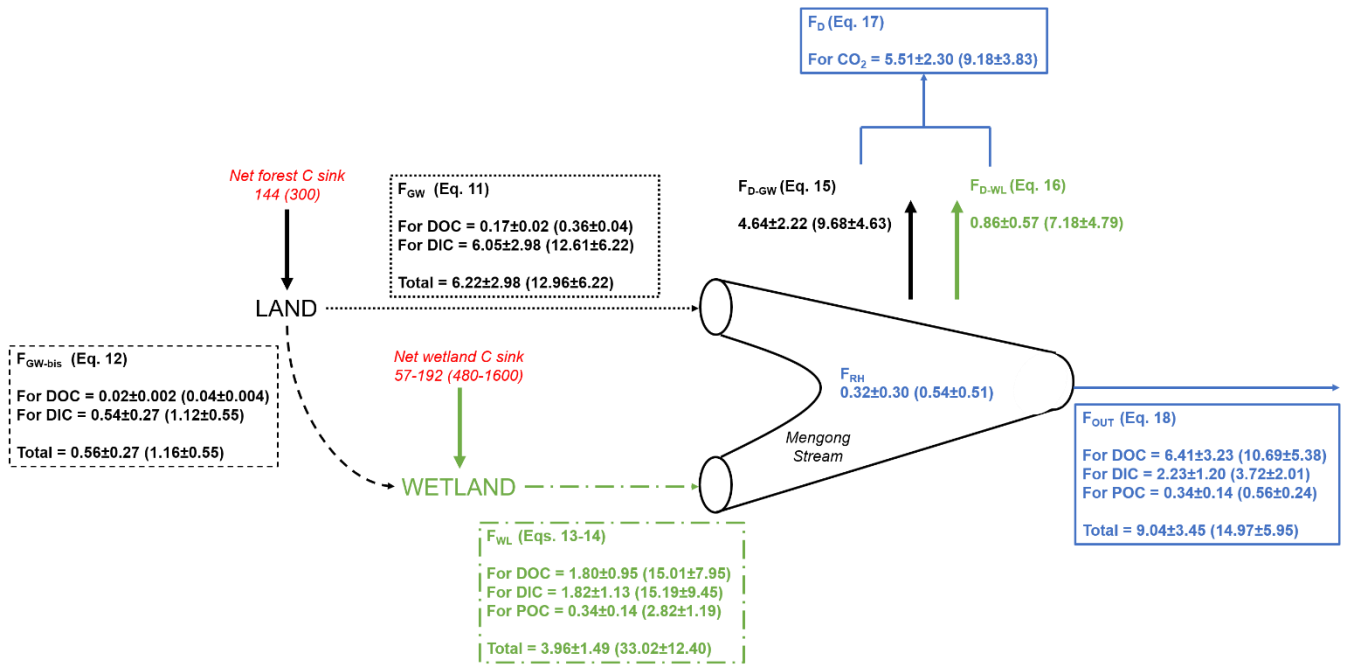 F_D (Eq. 17)
For CO₂ = 5.51±2.30 (9.18±3.83)
Net forest C sink
144 (300)
F_GW (Eq. 11)
For DOC = 0.17±0.02 (0.36±0.04)
For DIC = 6.05±2.98 (12.61±6.22)
Total = 6.22±2.98 (12.96±6.22)
F_D-GW (Eq. 15)
4.64±2.22 (9.68±4.63)
F_D-WL (Eq. 16)
0.86±0.57 (7.18±4.79)
LAND
F_GW-bis (Eq. 12)
For DOC = 0.02±0.002 (0.04±0.004)
For DIC = 0.54±0.27 (1.12±0.55)
Total = 0.56±0.27 (1.16±0.55)
Net wetland C sink
57-192 (480-1600)
F_RH
0.32±0.30 (0.54±0.51)
Mengong
Stream
F_OUT (Eq. 18)
For DOC = 6.41±3.23 (10.69±5.38)
For DIC = 2.23±1.20 (3.72±2.01)
For POC = 0.34±0.14 (0.56±0.24)
Total = 9.04±3.45 (14.97±5.95)
WETLAND
F_WL (Eqs. 13-14)
For DOC = 1.80±0.95 (15.01±7.95)
For DIC = 1.82±1.13 (15.19±9.45)
For POC = 0.34±0.14 (2.82±1.19)
Total = 3.96±1.49 (33.02±12.40)